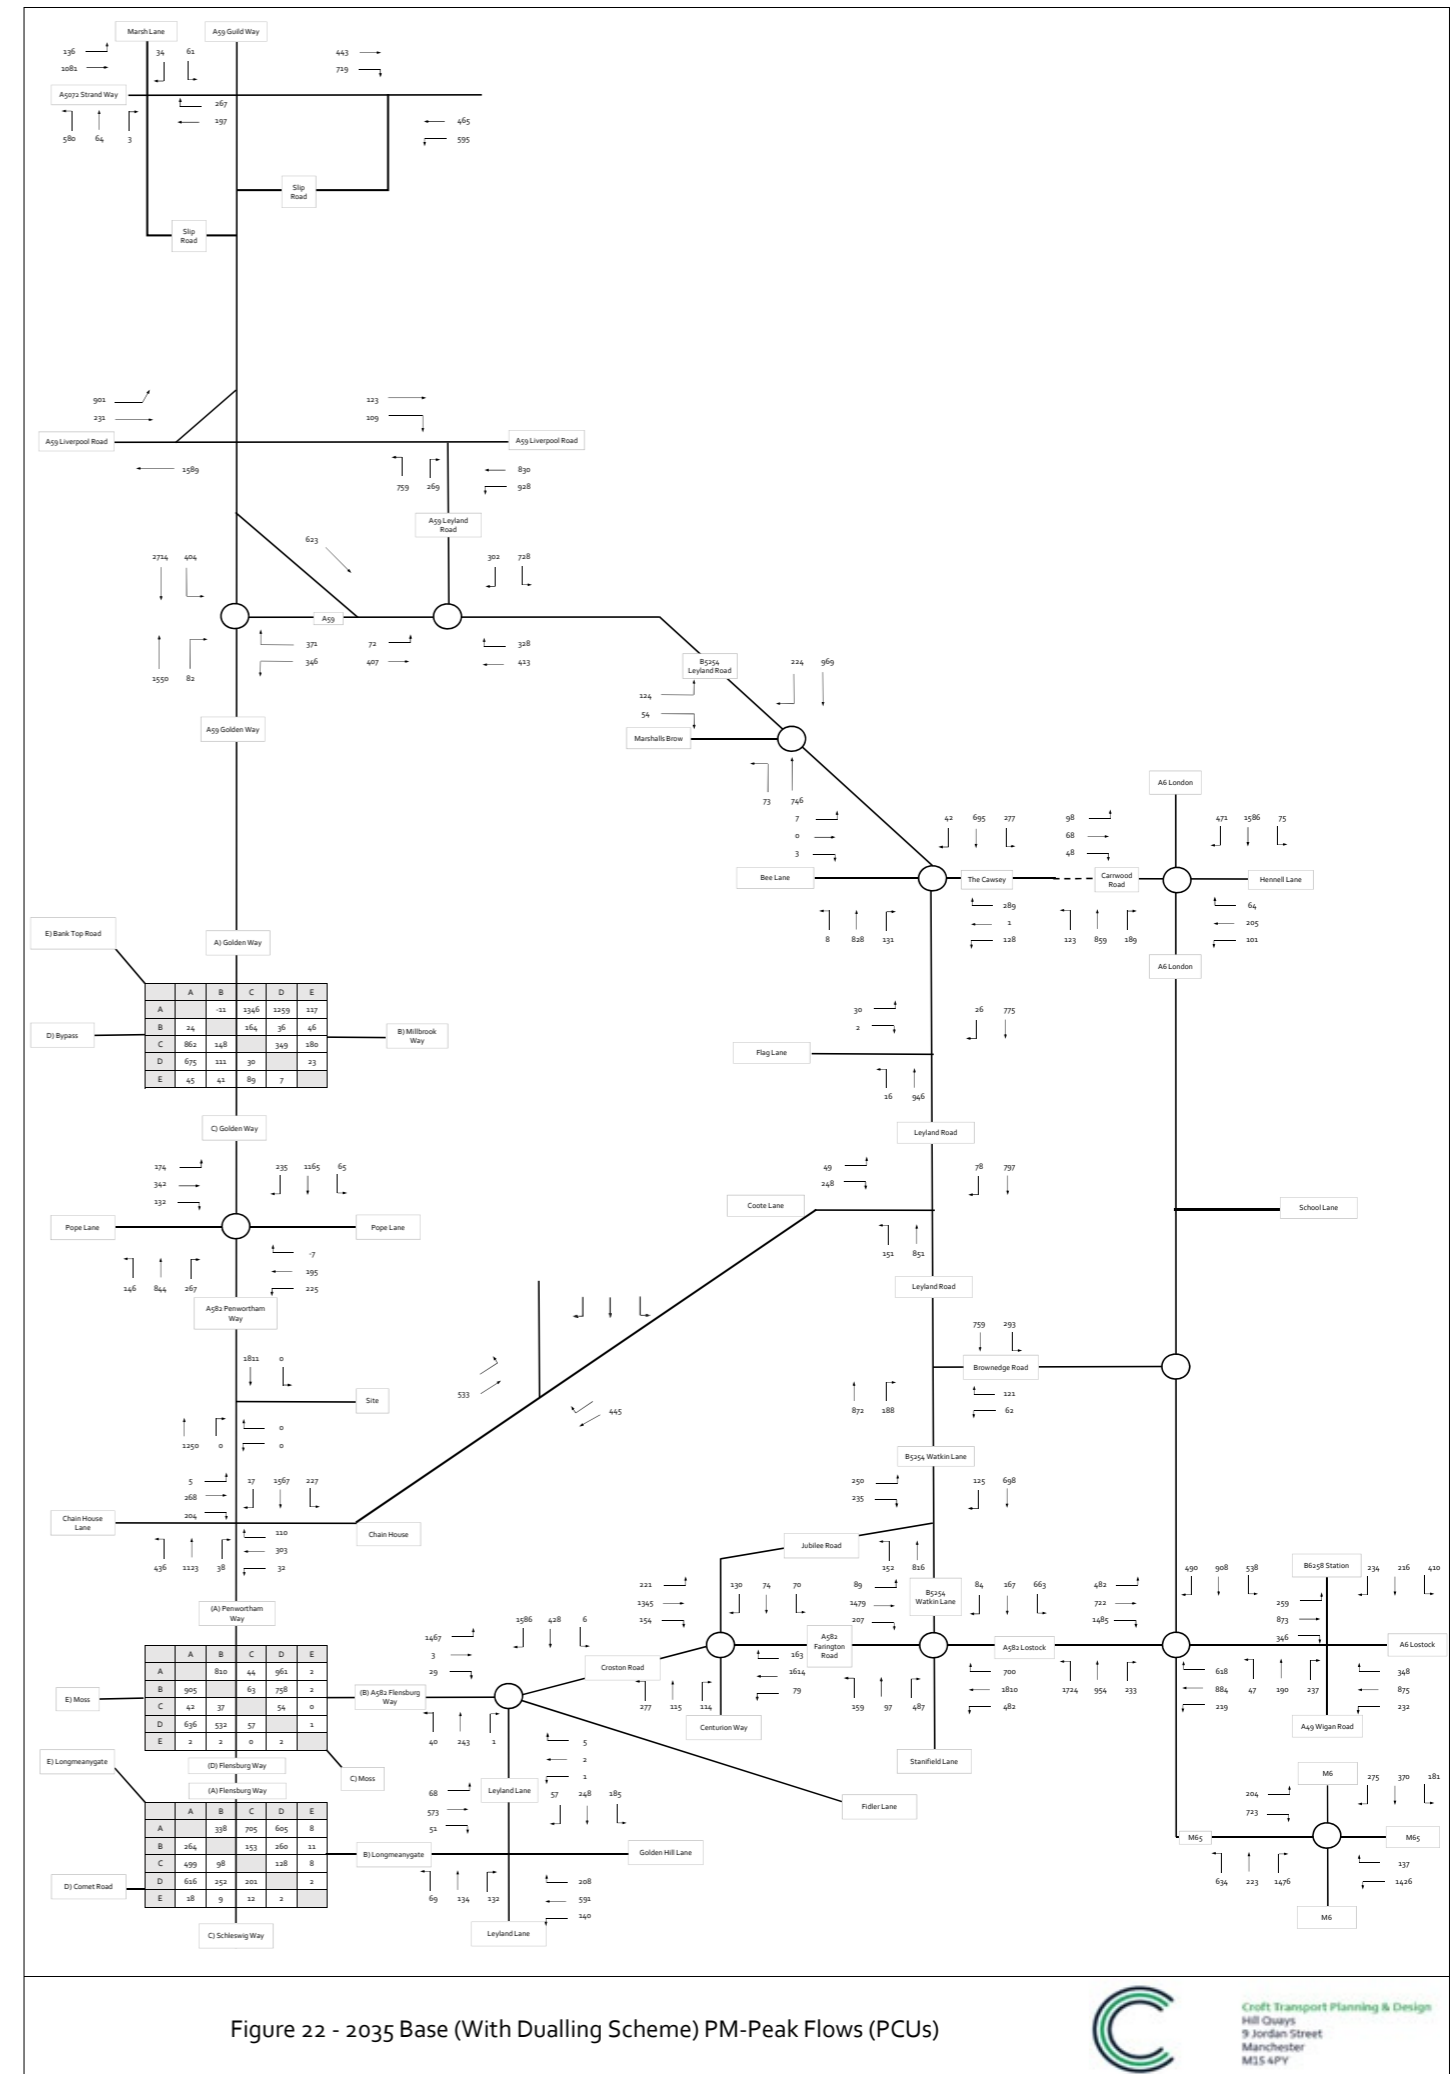 Marsh Lane
A59 Guild Way
136
34
61
443
1081
719
A5072 Strand Way
267
197
465
580
64
3
595
Slip
Road
Slip
Road
901
231
123
109
A59 Liverpool Road
A59 Liverpool Road
1589
759
269
830
928
A59 Leyland
Road
623
2714
404
302
728
A59
371
346
72
407
328
413
1550
82
B5254
Leyland Road
224
969
124
54
A59 Golden Way
Marshalls Brow
73
746
A6 London
7
0
3
42
695
277
98
68
48
471
1586
75
Bee Lane
The Cawsey
Carrwood
Road
Hennell Lane
289
1
128
64
205
101
8
828
131
123
859
189
E) Bank Top Road
A) Golden Way
A6 London
A B C D E
A -11 1346 1259 117
B 24 164 36 46
C 862 148 349 180
D 675 111 30 23
E 45 41 89 7
D) Bypass
B) Millbrook
Way
30
2
26
775
Flag Lane
16
946
C) Golden Way
Leyland Road
174
342
132
235
1165
65
49
248
78
797
Pope Lane
Pope Lane
Coote Lane
School Lane
-7
195
225
146
844
267
151
851
A582 Penwortham
Way
Leyland Road
1811
0
759
293
533
445
Brownedge Road
Site
121
62
872
188
0
0
1250
0
B5254 Watkin Lane
5
268
204
17
1567
227
250
235
125
698
Chain House
Lane
Chain House
110
303
32
436
1123
38
Jubilee Road
152
816
(A) Penwortham
Way
221
1345
154
130
74
70
89
1479
207
B5254
Watkin Lane
84
167
663
482
722
1485
490
908
538
B6258 Station
234
216
410
259
873
346
A B C D E
A 810 44 961 2
B 905 63 758 2
C 42 37 54 0
D 636 532 57 1
E 2 2 0 2
1467
3
29
1586
428
6
Croston Road
A582
Farington
Road
A582 Lostock
A6 Lostock
163
1614
79
700
1810
482
618
884
219
348
875
232
E) Moss
(B) A582 Flensburg
Way
277
115
114
159
97
487
1724
954
233
47
190
237
Centurion Way
A49 Wigan Road
40
243
1
5
2
1
Stanifield Lane
(D) Flensburg Way
E) Longmeanygate
C) Moss
(A) Flensburg Way
Leyland Lane
Fidler Lane
68
573
51
57
248
185
M6
204
723
275
370
181
A B C D E
A 338 705 605 8
B 264 153 260 11
C 499 98 128 8
D 616 252 201 2
E 18 9 12 2
B) Longmeanygate
Golden Hill Lane
M65
M65
D) Comet Road
69
134
132
208
591
140
634
223
1476
137
1426
C) Schleswig Way
Leyland Lane
M6
Figure 22 - 2035 Base (With Dualling Scheme) PM-Peak Flows (PCUs)
Croft Transport Planning & Design
Hill Quays
9 Jordan Street
Manchester
M15 4PY